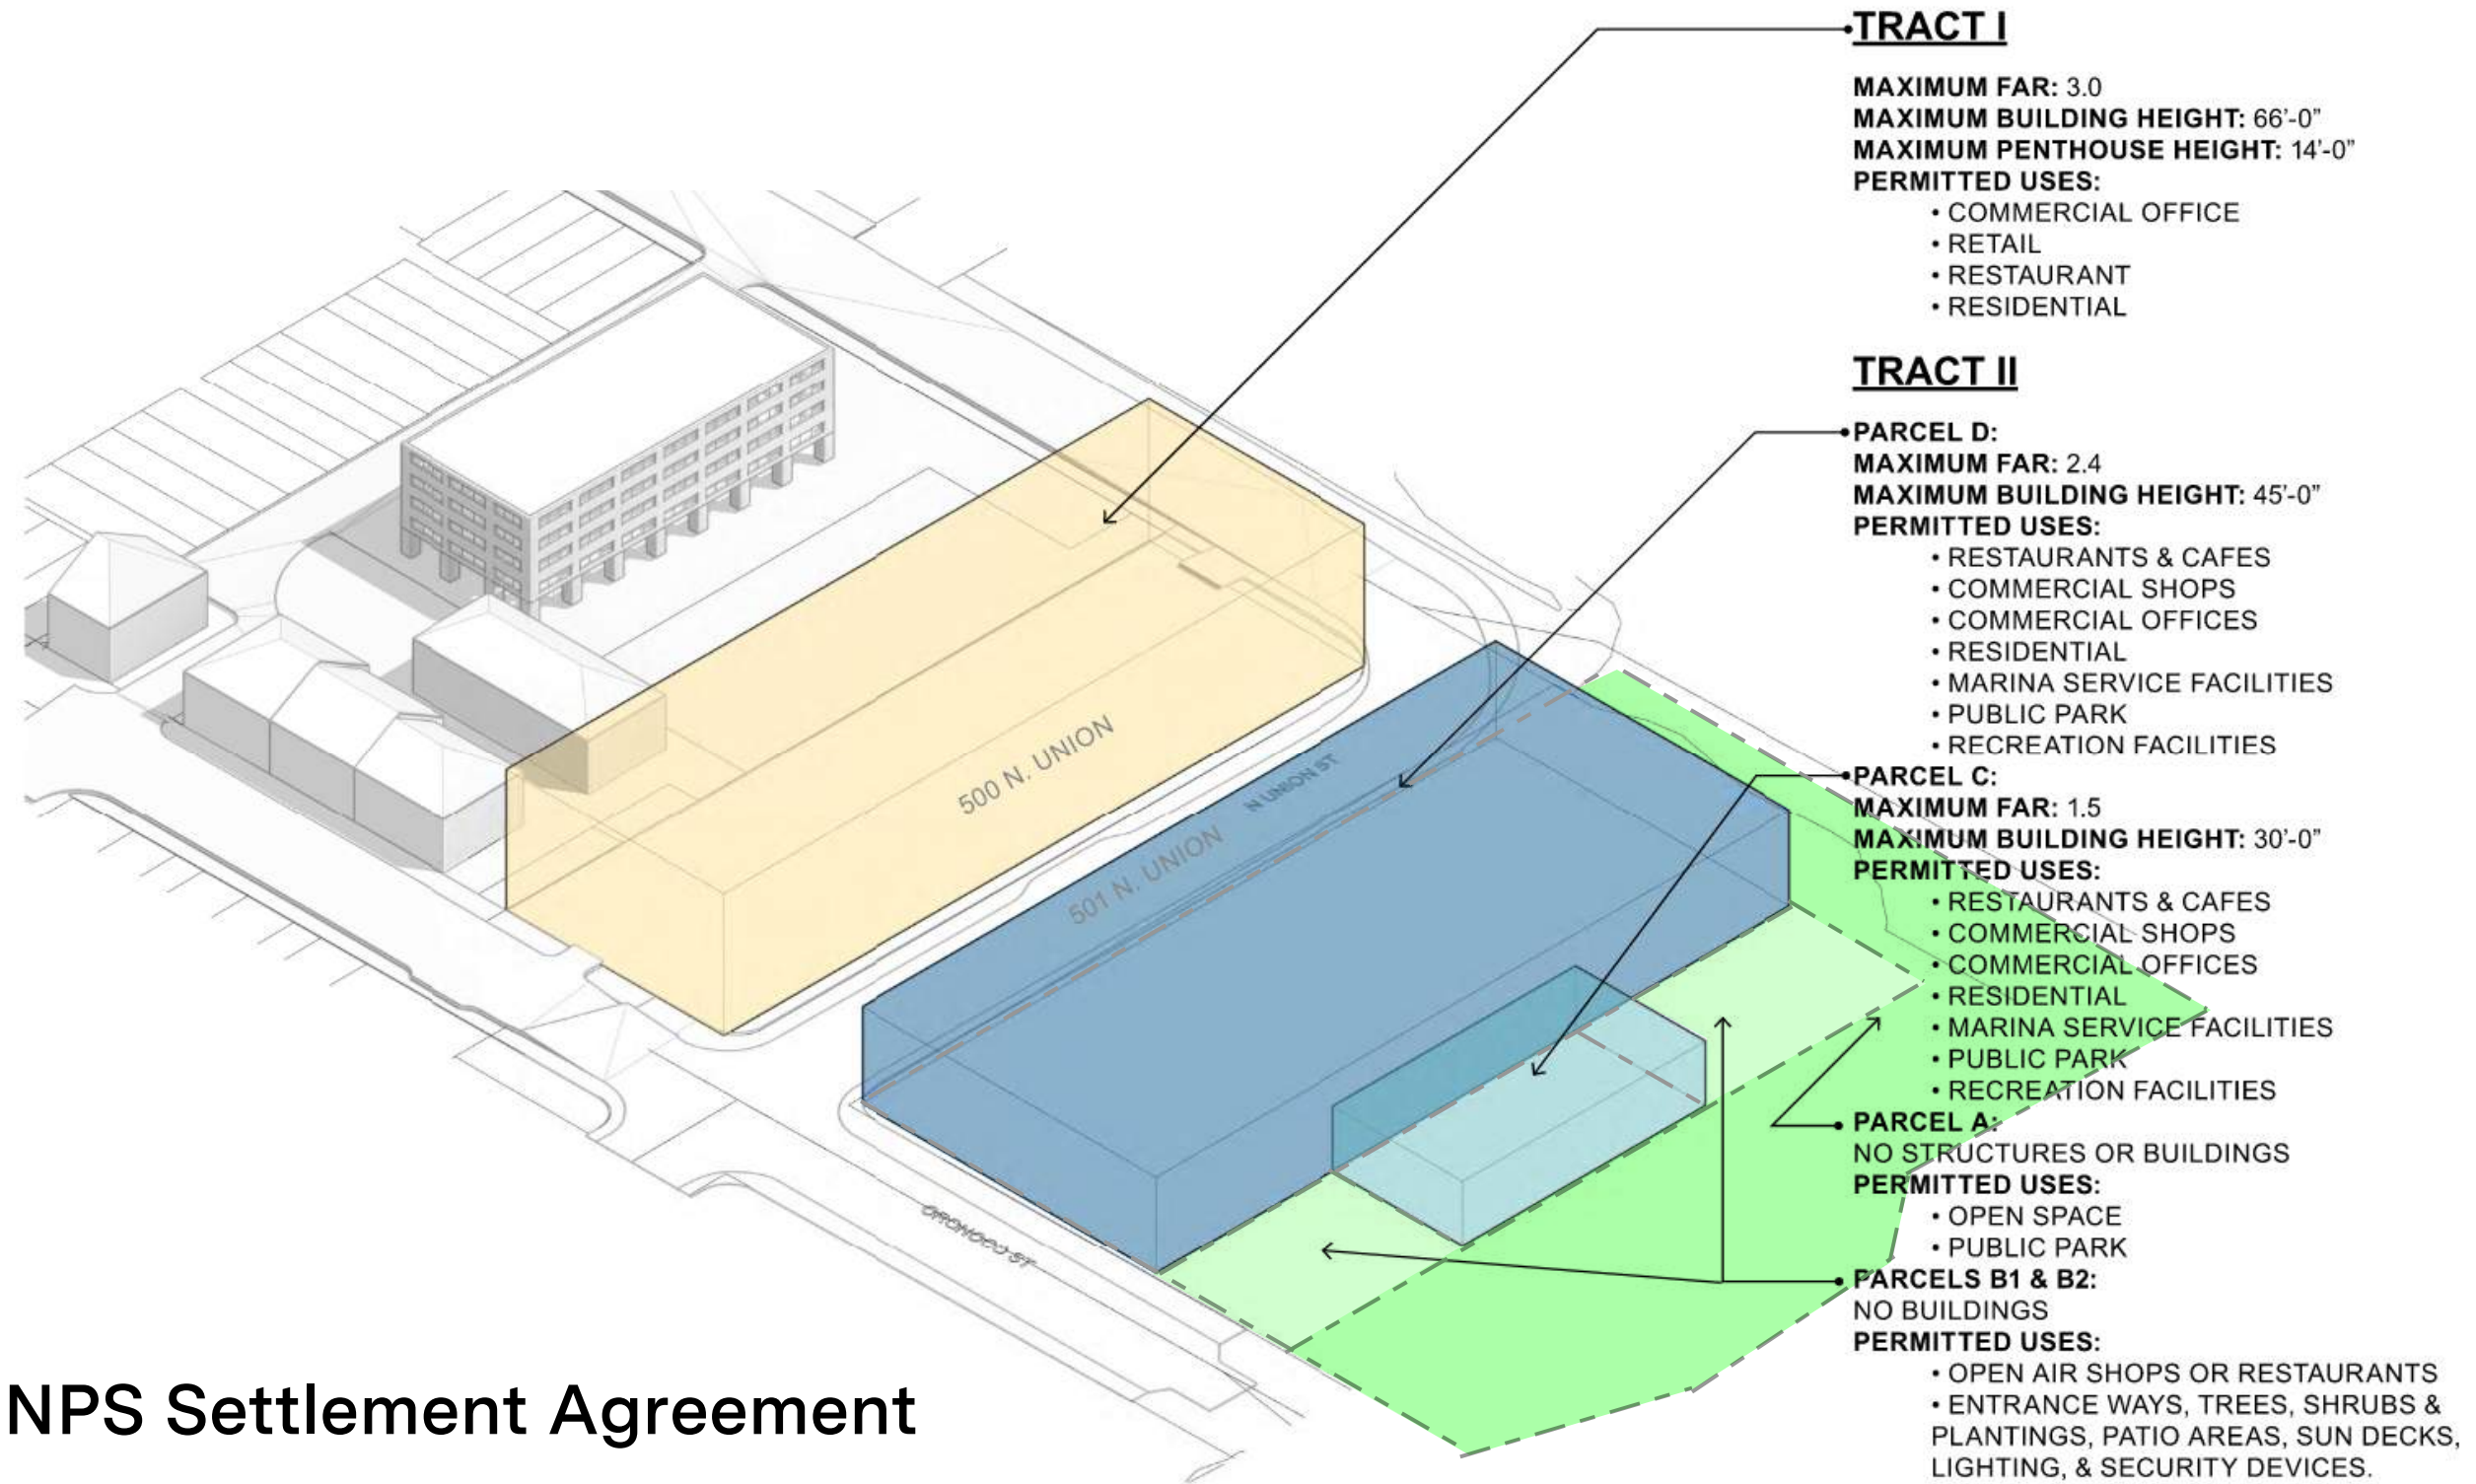 TRACT I
MAXIMUM FAR: 3.0
MAXIMUM BUILDING HEIGHT: 66'-0"
MAXIMUM PENTHOUSE HEIGHT: 14'-0"
PERMITTED USES:
• COMMERCIAL OFFICE
• RETAIL
• RESTAURANT
• RESIDENTIAL
TRACT II
PARCEL D:
MAXIMUM FAR: 2.4
MAXIMUM BUILDING HEIGHT: 45'-0"
PERMITTED USES:
• RESTAURANTS & CAFES
• COMMERCIAL SHOPS
• COMMERCIAL OFFICES
• RESIDENTIAL
• MARINA SERVICE FACILITIES
• PUBLIC PARK
• RECREATION FACILITIES
PARCEL C:
MAXIMUM FAR: 1.5
MAXIMUM BUILDING HEIGHT: 30'-0"
PERMITTED USES:
• RESTAURANTS & CAFES
• COMMERCIAL SHOPS
• COMMERCIAL OFFICES
• RESIDENTIAL
• MARINA SERVICE FACILITIES
• PUBLIC PARK
• RECREATION FACILITIES
PARCEL A:
NO STRUCTURES OR BUILDINGS
PERMITTED USES:
• OPEN SPACE
• PUBLIC PARK
PARCELS B1 & B2:
NO BUILDINGS
PERMITTED USES:
• OPEN AIR SHOPS OR RESTAURANTS
• ENTRANCE WAYS, TREES, SHRUBS &
PLANTINGS, PATIO AREAS, SUN DECKS,
LIGHTING, & SECURITY DEVICES.
500 N. UNION
N UNION ST
501 N. UNION
ORONOCO ST
NPS Settlement Agreement